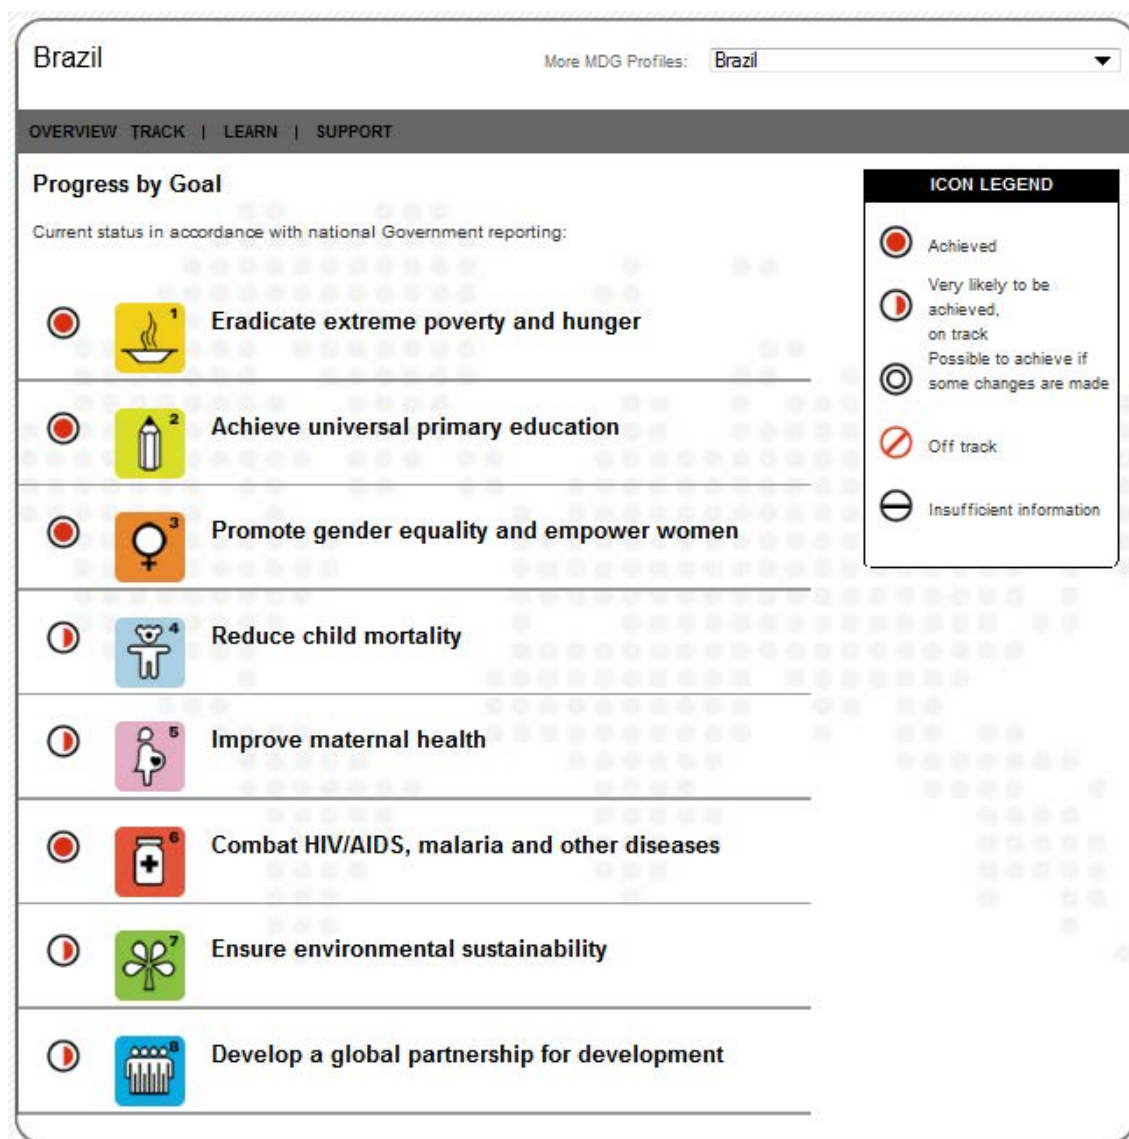 Brazil
More MDG Profiles: Brazil
OVERVIEW TRACK | LEARN | SUPPORT
Progress by Goal
Current status in accordance with national Government reporting:
1
Eradicate extreme poverty and hunger
2
Achieve universal primary education
3
Promote gender equality and empower women
4
Reduce child mortality
5
Improve maternal health
6
Combat HIV/AIDS, malaria and other diseases
7
Ensure environmental sustainability
8
Develop a global partnership for development
ICON LEGEND
Achieved
Very likely to be
achieved,
on track
Possible to achieve if
some changes are made
Off track
Insufficient information